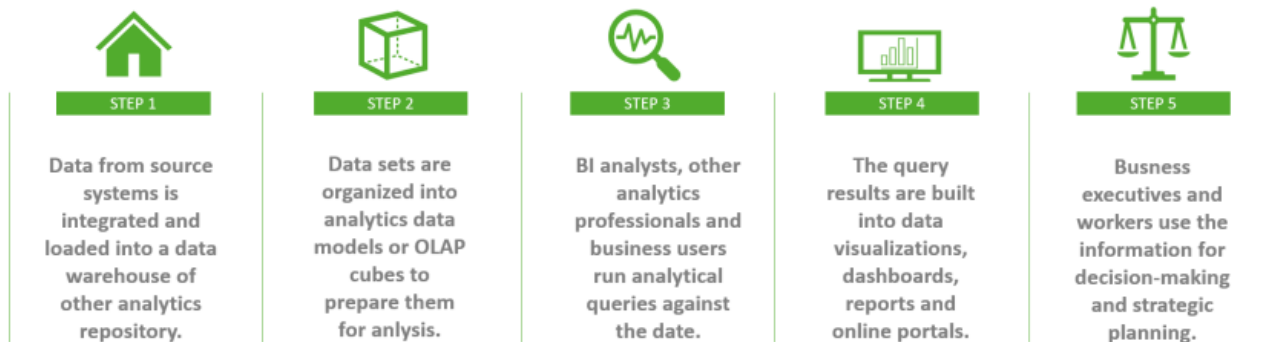 STEP 1
Data from source
systems is
integrated and
loaded into a data
warehouse of
other analytics
repository.
STEP 2
Data sets are
organized into
analytics data
models or OLAP
cubes to
prepare them
for anlysis.
STEP 3
BI analysts, other
analytics
professionals and
business users
run analytical
queries against
the date.
STEP 4
The query
results are built
into data
visualizations,
dashboards,
reports and
online portals.
STEP 5
Busness
executives and
workers use the
information for
decision-making
and strategic
planning.